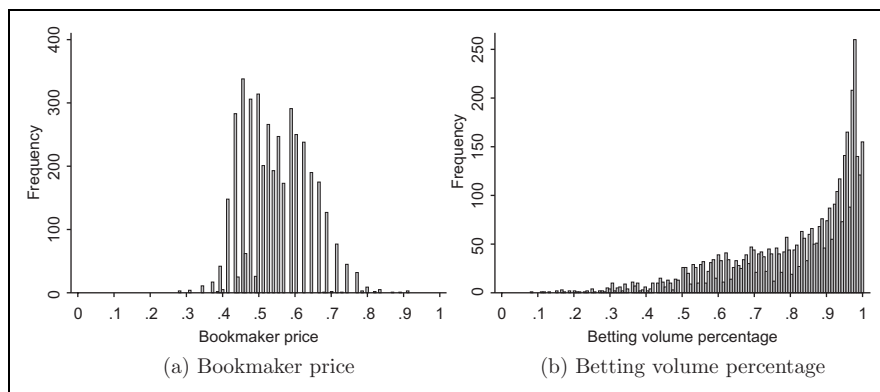 400
300
200
100
0
Frequency
0 .1 .2 .3 .4 .5 .6 .7 .8 .9 1
Bookmaker price
(a) Bookmaker price
250
200
150
100
50
0
Frequency
0 .1 .2 .3 .4 .5 .6 .7 .8 .9 1
Betting volume percentage
(b) Betting volume percentage